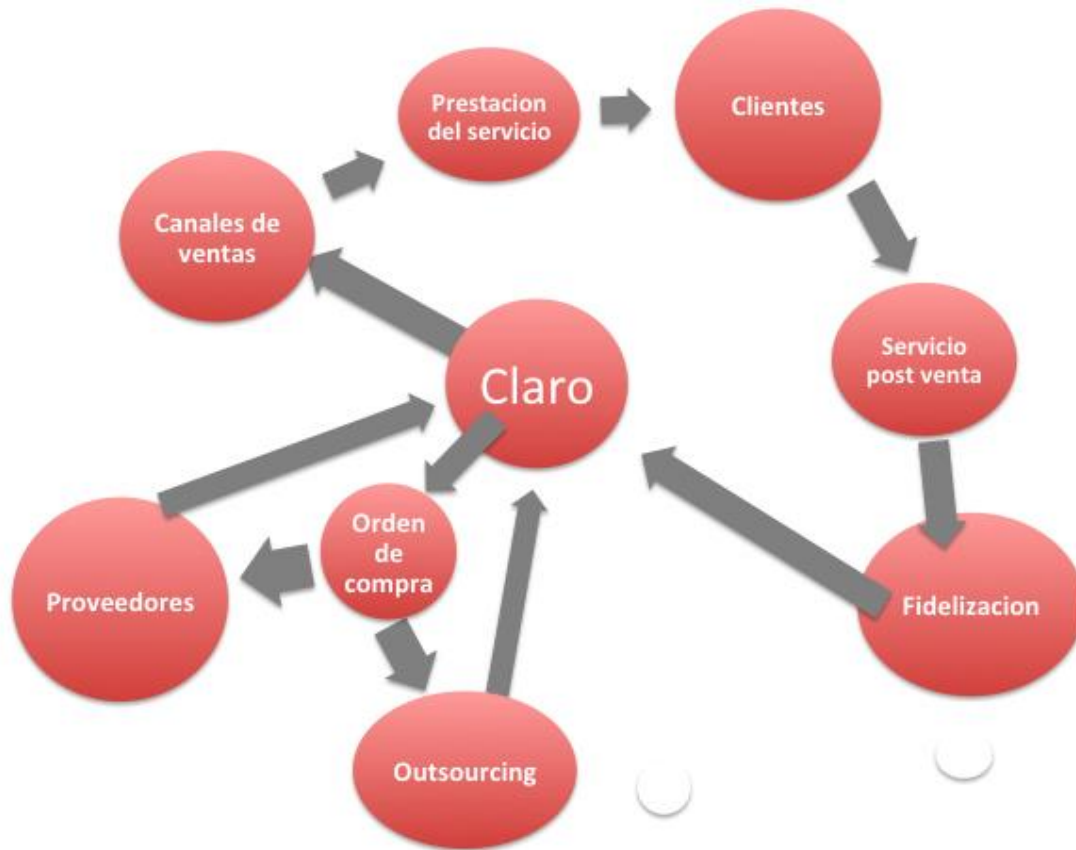 Prestacion
del servicio
Clientes
Canales de
ventas
Servicio
post venta
Claro
Orden
de
compra
Proveedores
Fidelizacion
Outsourcing